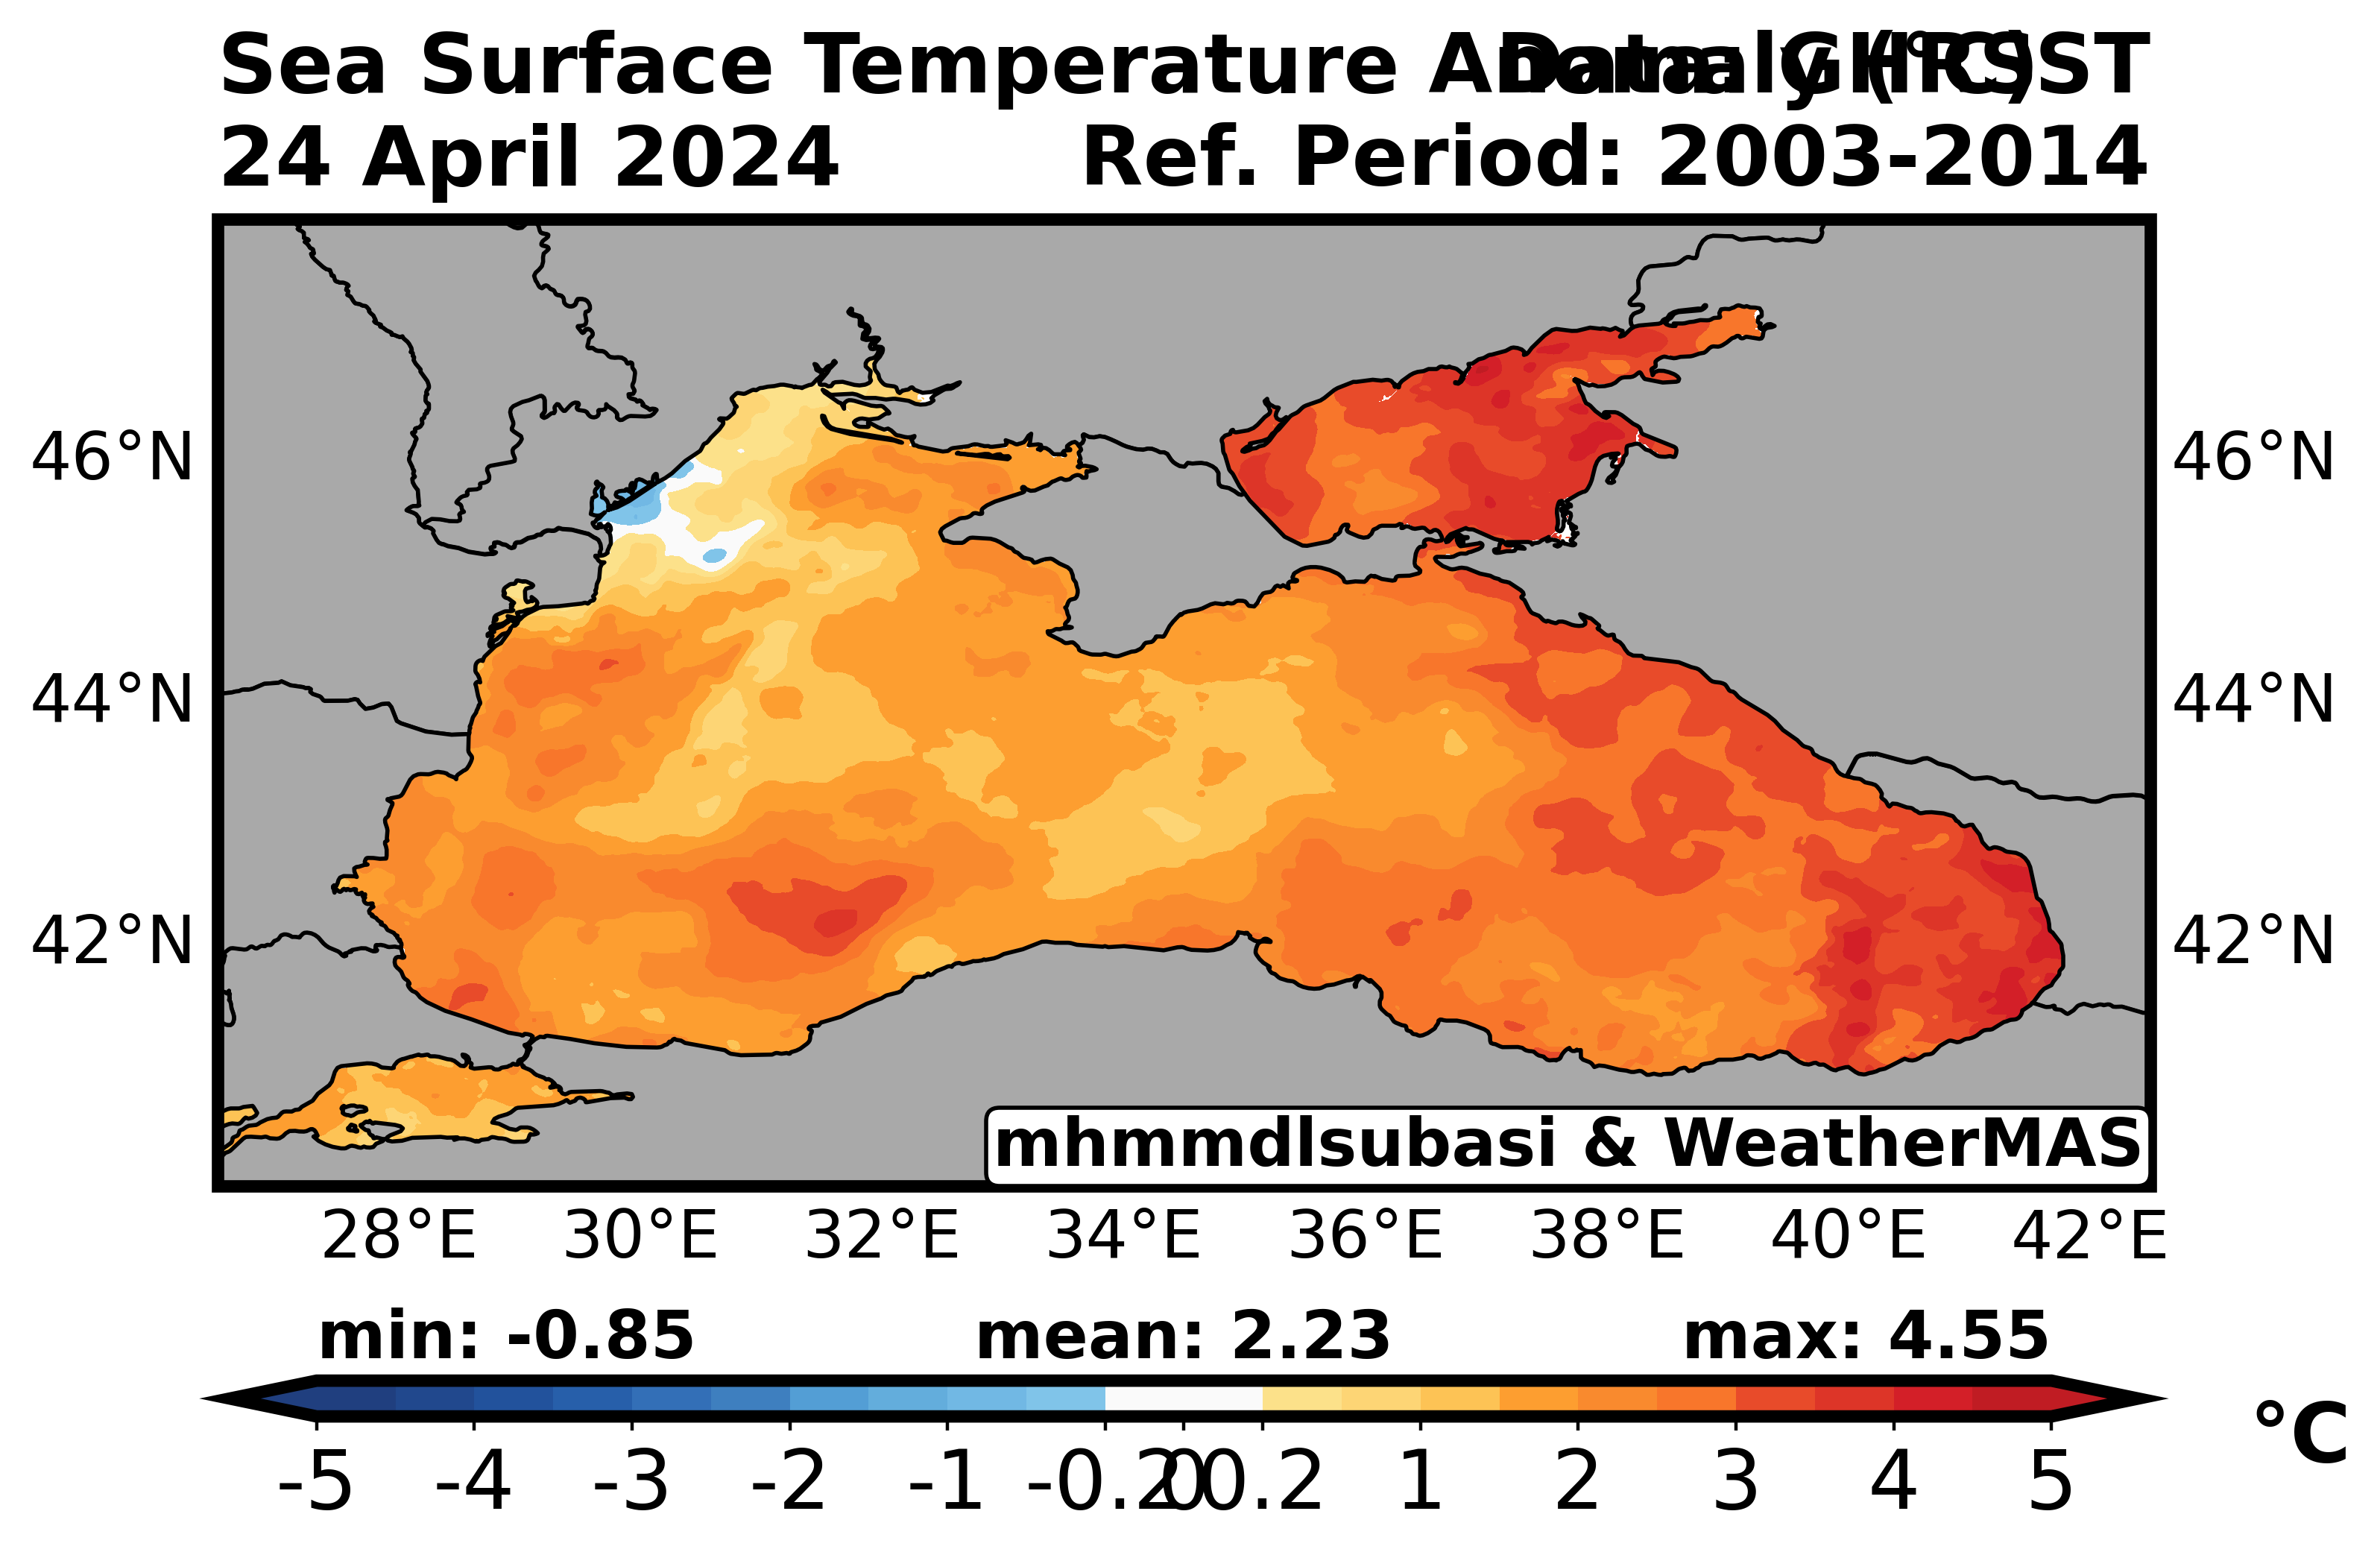 Sea Surface Temperature Anomaly (°C) Data: GHRSST
24 April 2024 Ref. Period: 2003-2014
46°N 46°N
44°N 44°N
42°N 42°N
mhmmdlsubasi & WeatherMAS
28°E 30°E 32°E 34°E 36°E 38°E 40°E 42°E
min: -0.85 mean: 2.23 max: 4.55
°C
-5 -4 -3 -2 -1 -0.2 0 0.2 1 2 3 4 5